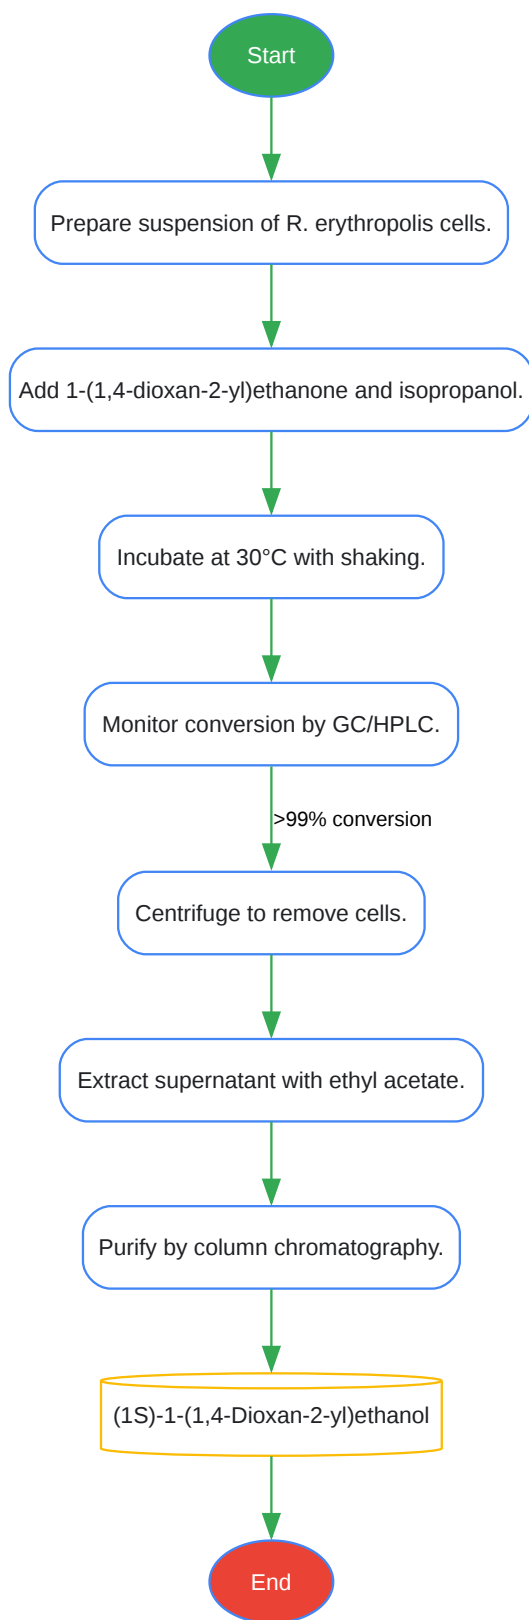 Start
Prepare suspension of R. erythropolis cells.
Add 1-(1,4-dioxan-2-yl)ethanone and isopropanol.
Incubate at 30°C with shaking.
Monitor conversion by GC/HPLC.
>99% conversion
Centrifuge to remove cells.
Extract supernatant with ethyl acetate.
Purify by column chromatography.
(1S)-1-(1,4-Dioxan-2-yl)ethanol
End